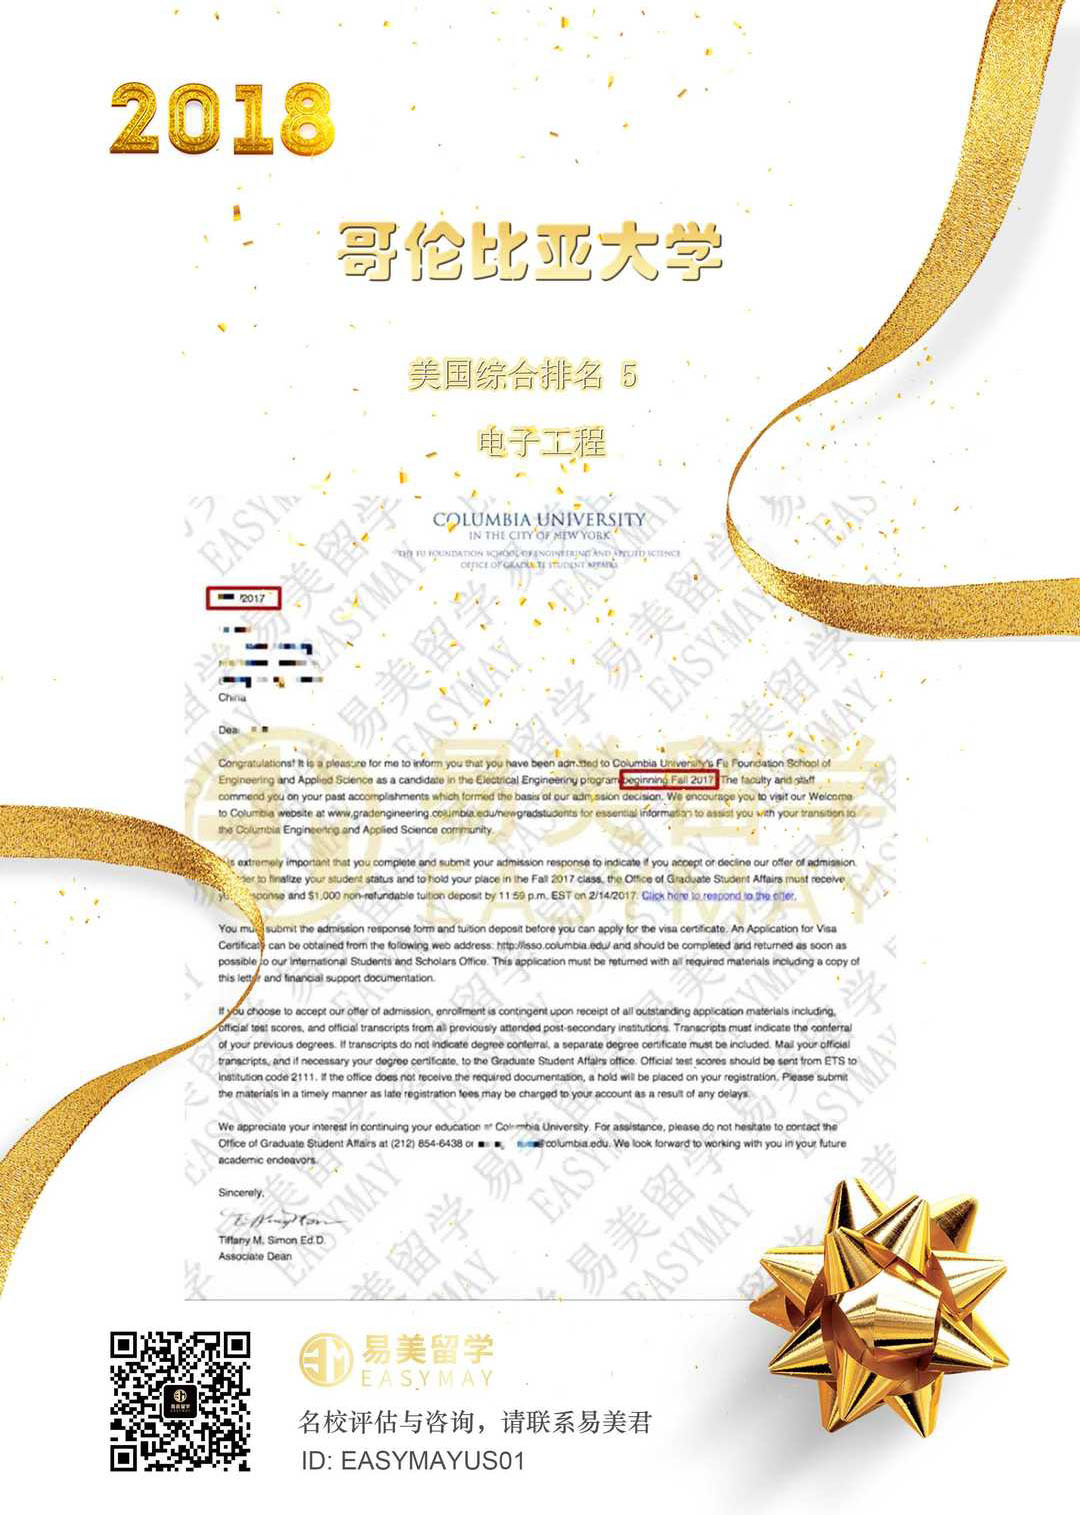 2018
哥伦比亚大学
美国综合排名 5
电子工程
COLUMBIA UNIVERSITY
IN THE CITY OF NEW YORK
THE FU FOUNDATION SCHOOL OF ENGINEERING AND APPLIED SCIENCE
OFFICE OF GRADUATE STUDENT AFFAIRS
/2017
China
Dea
Congratulations! It is a pleasure for me to inform you that you have been admitted to Columbia University's Fu Foundation School of
Engineering and Applied Science as a candidate in the Electrical Engineering program beginning Fall 2017. The faculty and staff
commend you on your past accomplishments which formed the basis of our admission decision. We encourage you to visit our Welcome
to Columbia website at www.gradengineering.columbia.edu/newgradstudents for essential information to assist you with your transition to
the Columbia Engineering and Applied Science community.
is extremely important that you complete and submit your admission response to indicate if you accept or decline our offer of admission.
to finalize your student status and to hold your place in the Fall 2017 class, the Office of Graduate Student Affairs must receive
and $1,000 non-refundable tuition deposit by 11:59 p.m. EST on 2/14/2017. Click here to respond to the offer.
You must submit the admission response form and tuition deposit before you can apply for the visa certificate. An Application for Visa
Certificate can be obtained from the following web address: http://isso.columbia.edu/ and should be completed and returned as soon as
possible to our International Students and Scholars Office. This application must be returned with all required materials including a copy of
this letter and financial support documentation.
If you choose to accept our offer of admission, enrollment is contingent upon receipt of all outstanding application materials including,
official test scores, and official transcripts from all previously attended post-secondary institutions. Transcripts must indicate the conferral
of your previous degrees. If transcripts do not indicate degree conferral, a separate degree certificate must be included. Mail your official
transcripts, and if necessary your degree certificate, to the Graduate Student Affairs office. Official test scores should be sent from ETS to
institution code 2111. If the office does not receive the required documentation, a hold will be placed on your registration. Please submit
the materials in a timely manner as late registration fees may be charged to your account as a result of any delays.
We appreciate your interest in continuing your education at Columbia University. For assistance, please do not hesitate to contact the
Office of Graduate Student Affairs at (212) 854-6438 or columbia.edu. We look forward to working with you in your future
academic endeavors.
Sincerely,
Tiffany M. Simon Ed.D.
Associate Dean
易美留学
EASYMAY
名校评估与咨询，请联系易美君
ID: EASYMAYUS01